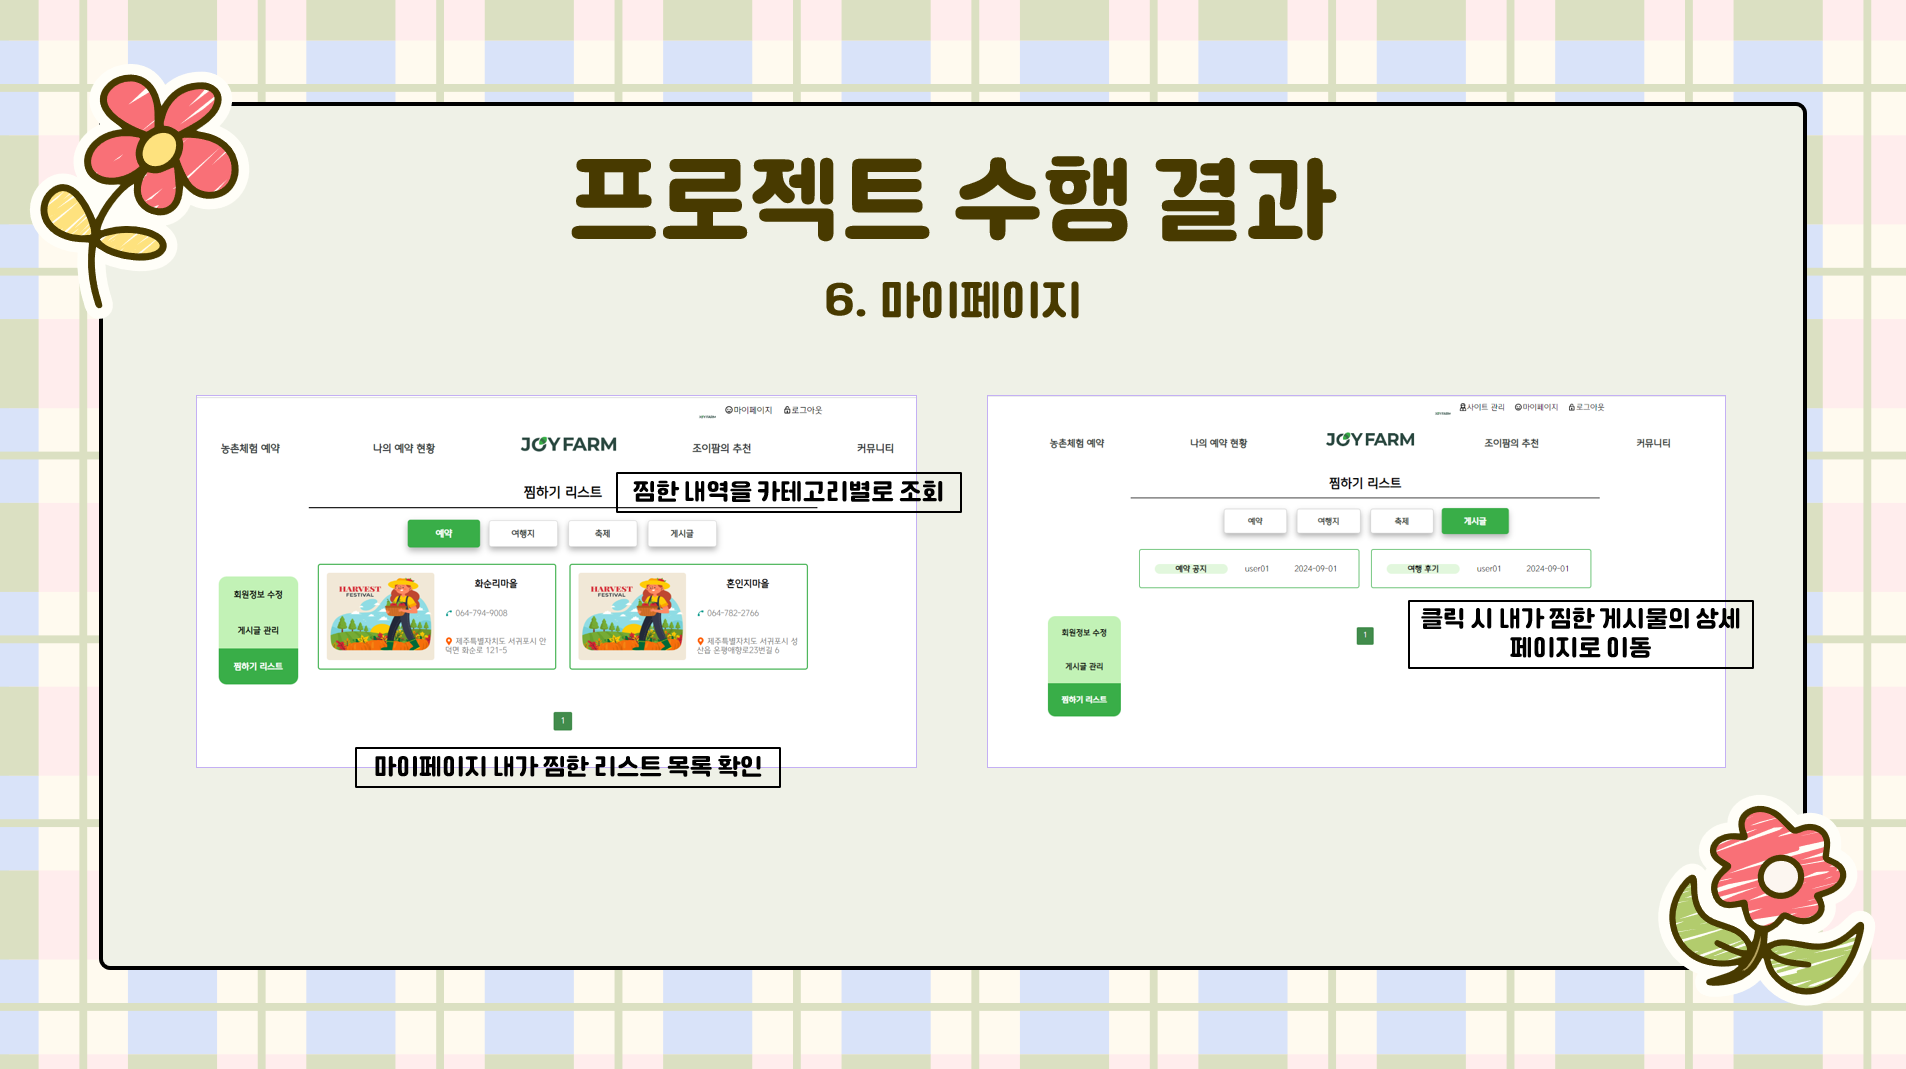 프로젝트 수행 결과
6. 마이페이지
JOYFARM 마이페이지 로그아웃
농촌체험 예약 나의 예약 현황 JOYFARM 조이팜의 추천 커뮤니티
찜하기 리스트
찜한 내역을 카테고리별로 조회
예약 여행지 축제 게시글
회원정보 수정
게시글 관리
찜하기 리스트
HARVEST
FESTIVAL
화순리마을
064-794-9008
제주특별자치도 서귀포시 안
덕면 화순로 121-5
HARVEST
FESTIVAL
혼인지마을
064-782-2766
제주특별자치도 서귀포시 성
산읍 온평애향로23번길 6
1
마이페이지 내가 찜한 리스트 목록 확인
JOYFARM 사이트 관리 마이페이지 로그아웃
농촌체험 예약 나의 예약 현황 JOYFARM 조이팜의 추천 커뮤니티
찜하기 리스트
예약 여행지 축제 게시글
예약 공지 user01 2024-09-01
여행 후기 user01 2024-09-01
클릭 시 내가 찜한 게시물의 상세
페이지로 이동
회원정보 수정
게시글 관리
찜하기 리스트
1